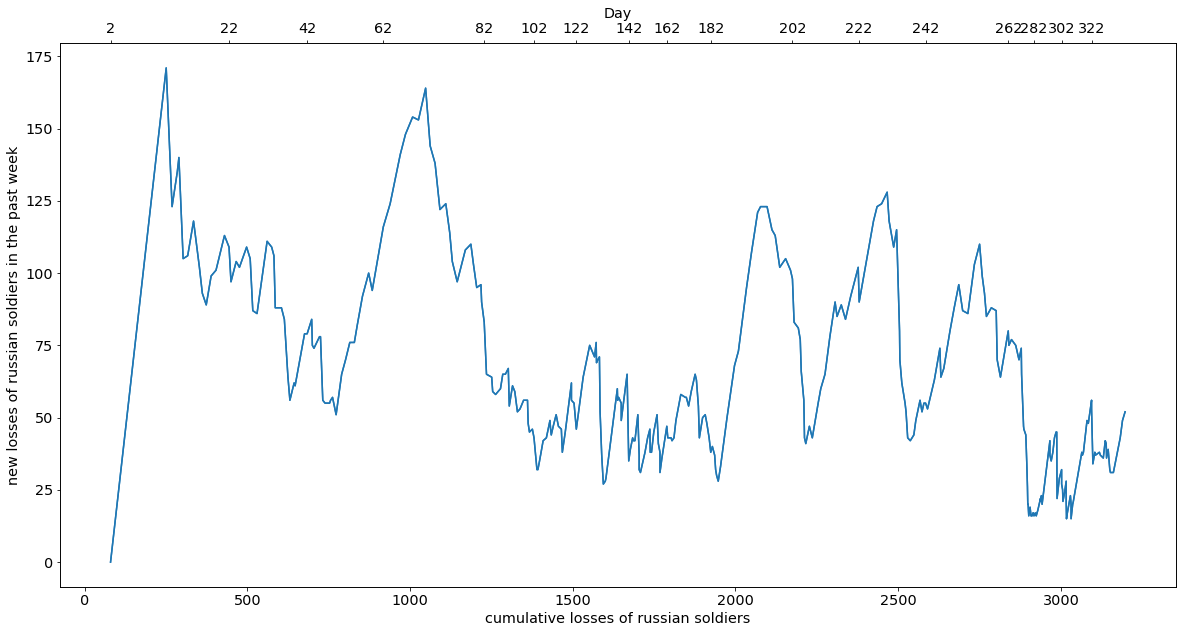 Day
2 22 42 62 82 102 122 142 162 182 202 222 242 262 282 302 322
175
150
125
100
75
50
25
0
new losses of russian soldiers in the past week
0 500 1000 1500 2000 2500 3000
cumulative losses of russian soldiers